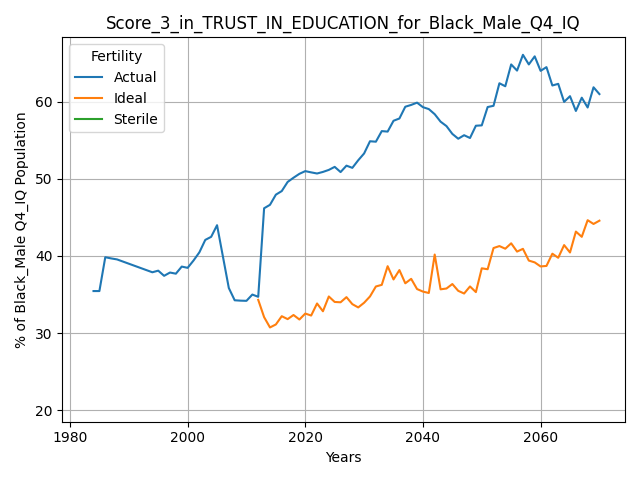 Score_3_in_TRUST_IN_EDUCATION_for_Black_Male_Q4_IQ
Fertility
Actual
Ideal
Sterile
% of Black_Male Q4_IQ Population
60
50
40
30
20
1980
2000
2020
2040
2060
Years